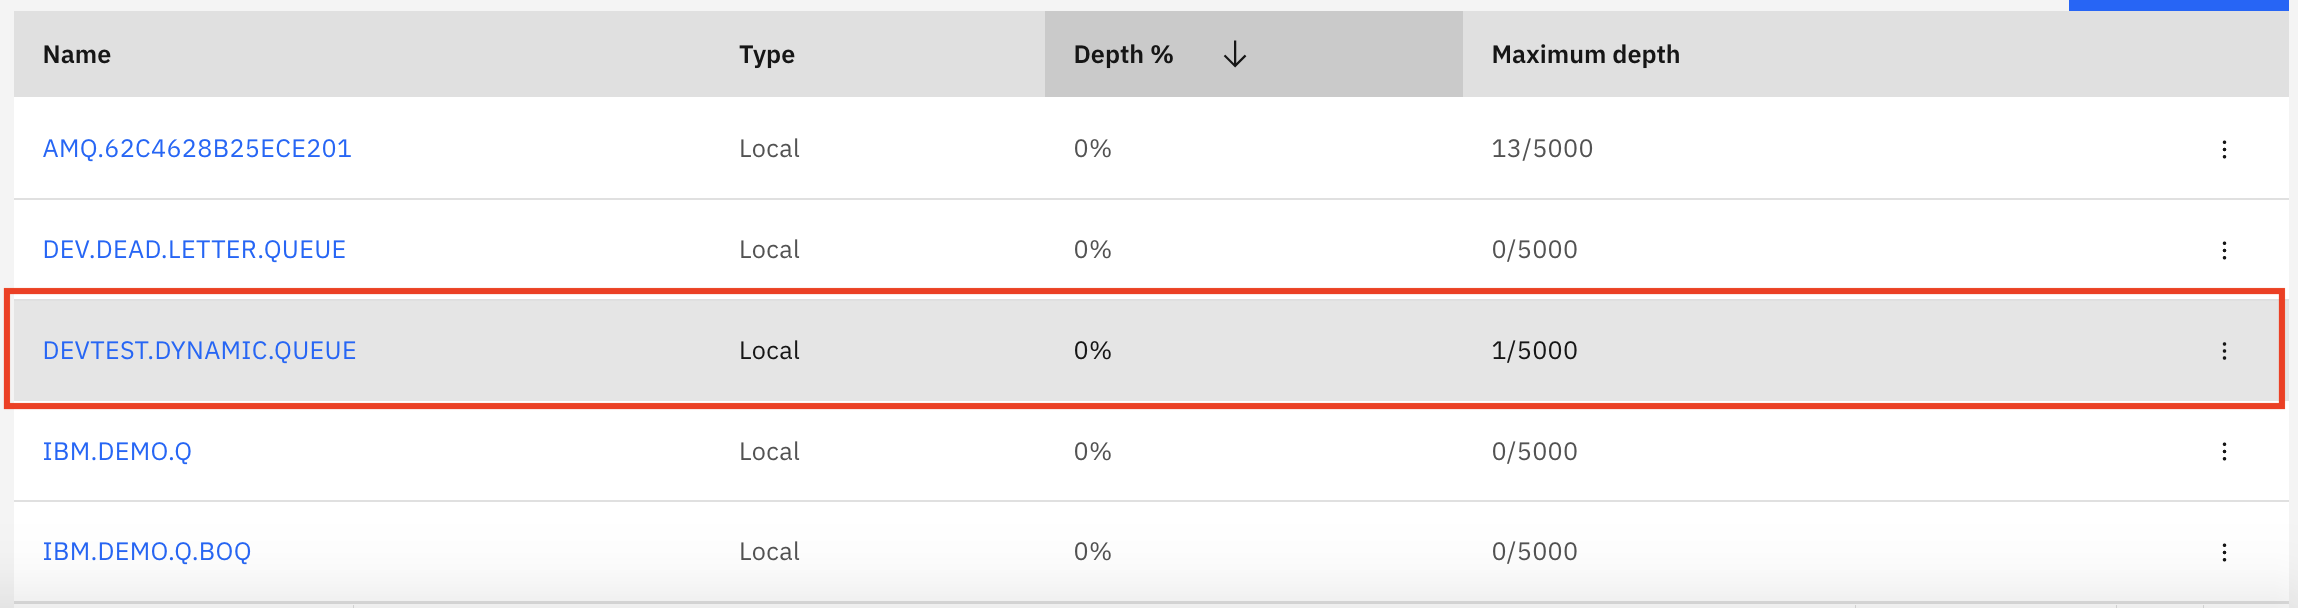 Name Type Depth % ↓ Maximum depth
AMQ.62C4628B25ECE201 Local 0% 13/5000
DEV.DEAD.LETTER.QUEUE Local 0% 0/5000
DEVTEST.DYNAMIC.QUEUE Local 0% 1/5000
IBM.DEMO.Q Local 0% 0/5000
IBM.DEMO.Q.BOQ Local 0% 0/5000